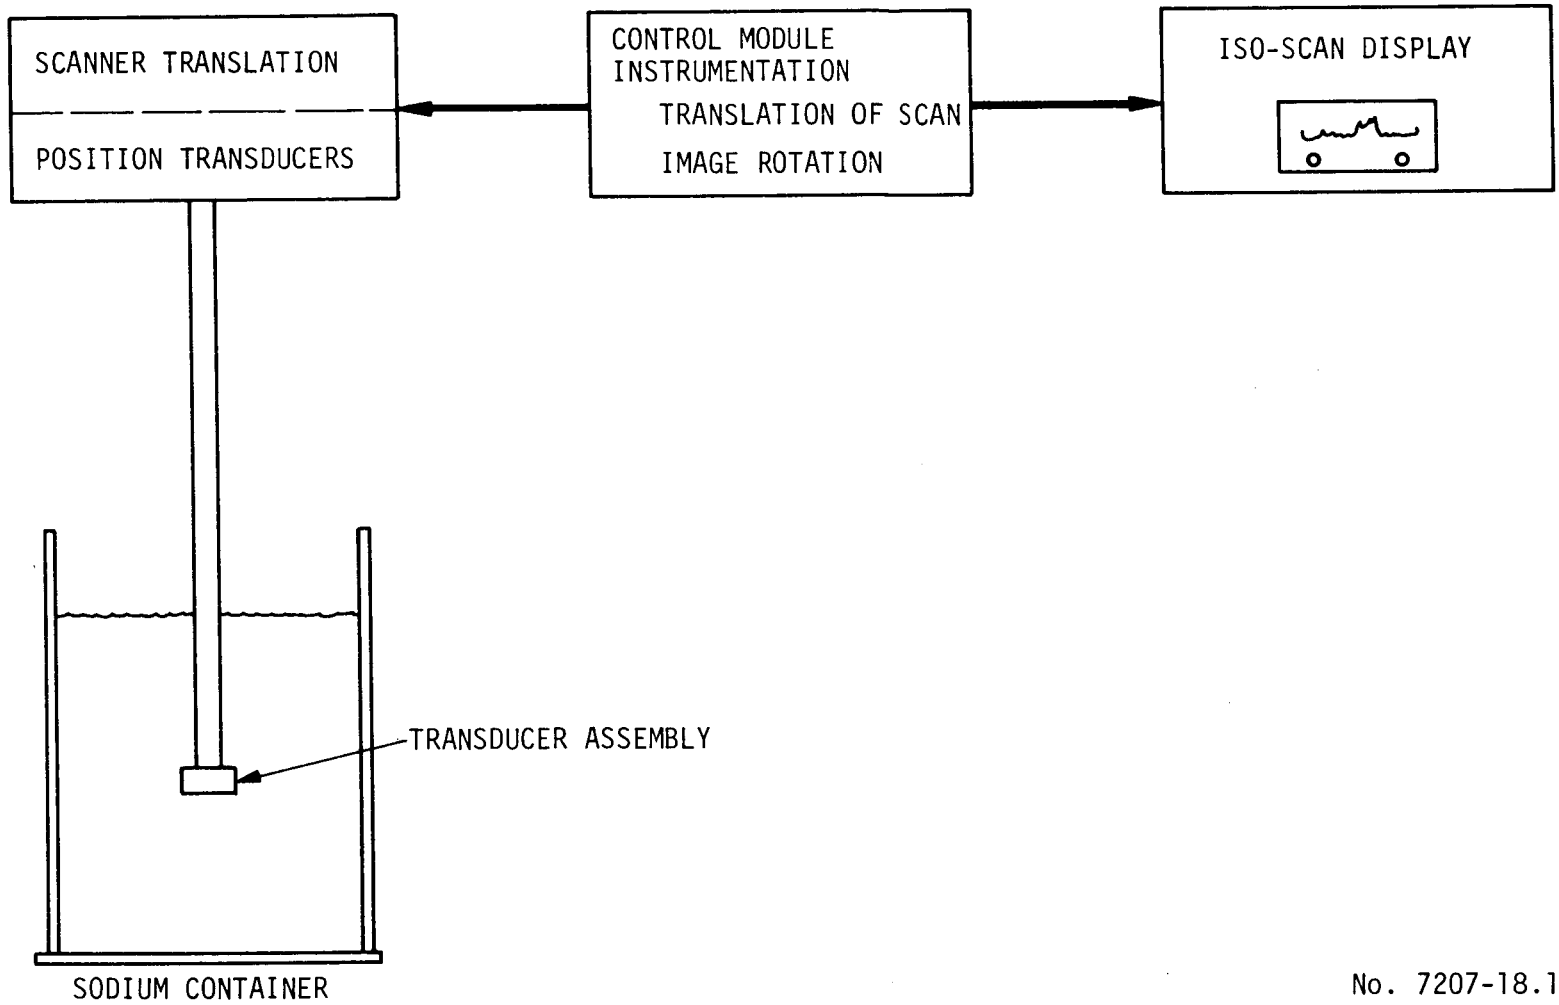 SCANNER TRANSLATION
POSITION TRANSDUCERS
CONTROL MODULE
INSTRUMENTATION
TRANSLATION OF SCAN
IMAGE ROTATION
ISO-SCAN DISPLAY
TRANSDUCER ASSEMBLY
SODIUM CONTAINER
No. 7207-18.1